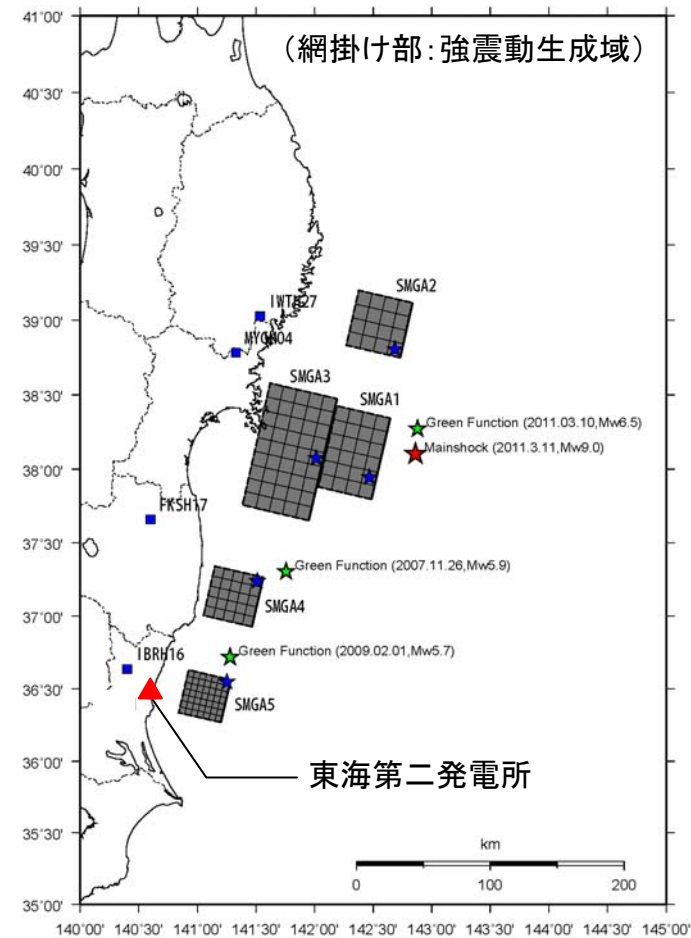 41°00'
（網掛け部：強震動生成域）
40°30'
40°00'
39°30'
SMGA2
IWTH27
39°00'
MYGH04
SMGA3
38°30'
SMGA1
Green Function (2011.03.10,Mw6.5)
Mainshock (2011.3.11,Mw9.0)
38°00'
FKSH17
37°30'
Green Function (2007.11.26,Mw5.9)
SMGA4
37°00'
Green Function (2009.02.01,Mw5.7)
IBRH16
36°30'
SMGA5
36°00'
東海第二発電所
km
35°30'
0 100 200
35°00'
140°00' 140°30' 141°00' 141°30' 142°00' 142°30' 143°00' 143°30' 144°00' 144°30' 145°00'